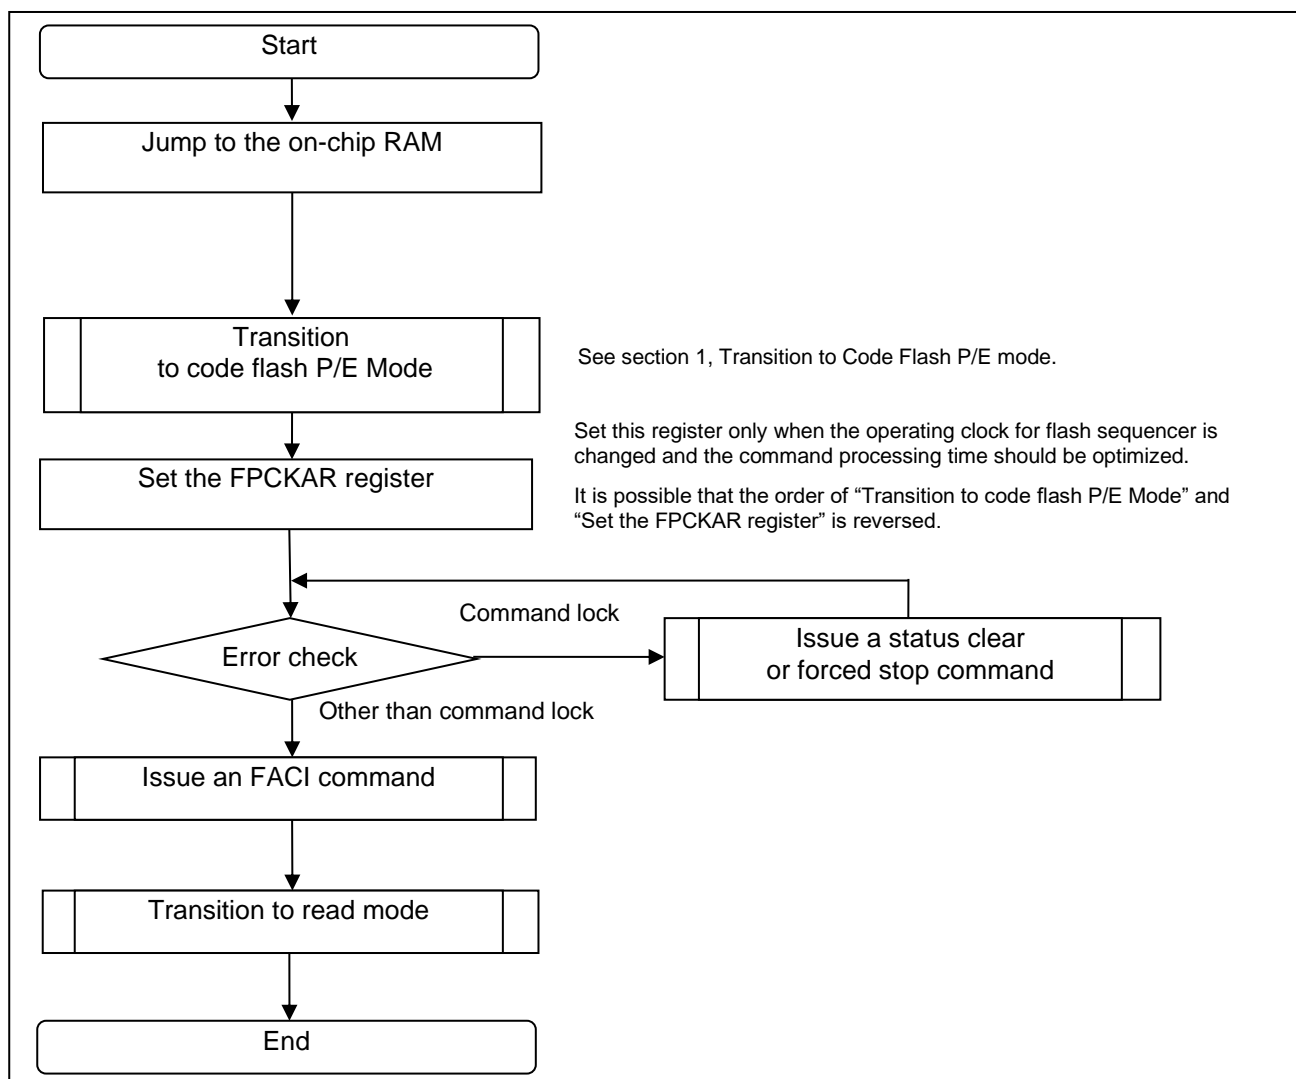 Start
Jump to the on-chip RAM
Transition
to code flash P/E Mode
See section 1, Transition to Code Flash P/E mode.
Set the FPCKAR register
Set this register only when the operating clock for flash sequencer is
changed and the command processing time should be optimized.
It is possible that the order of “Transition to code flash P/E Mode” and
“Set the FPCKAR register” is reversed.
Error check
Command lock
Issue a status clear
or forced stop command
Other than command lock
Issue an FACI command
Transition to read mode
End